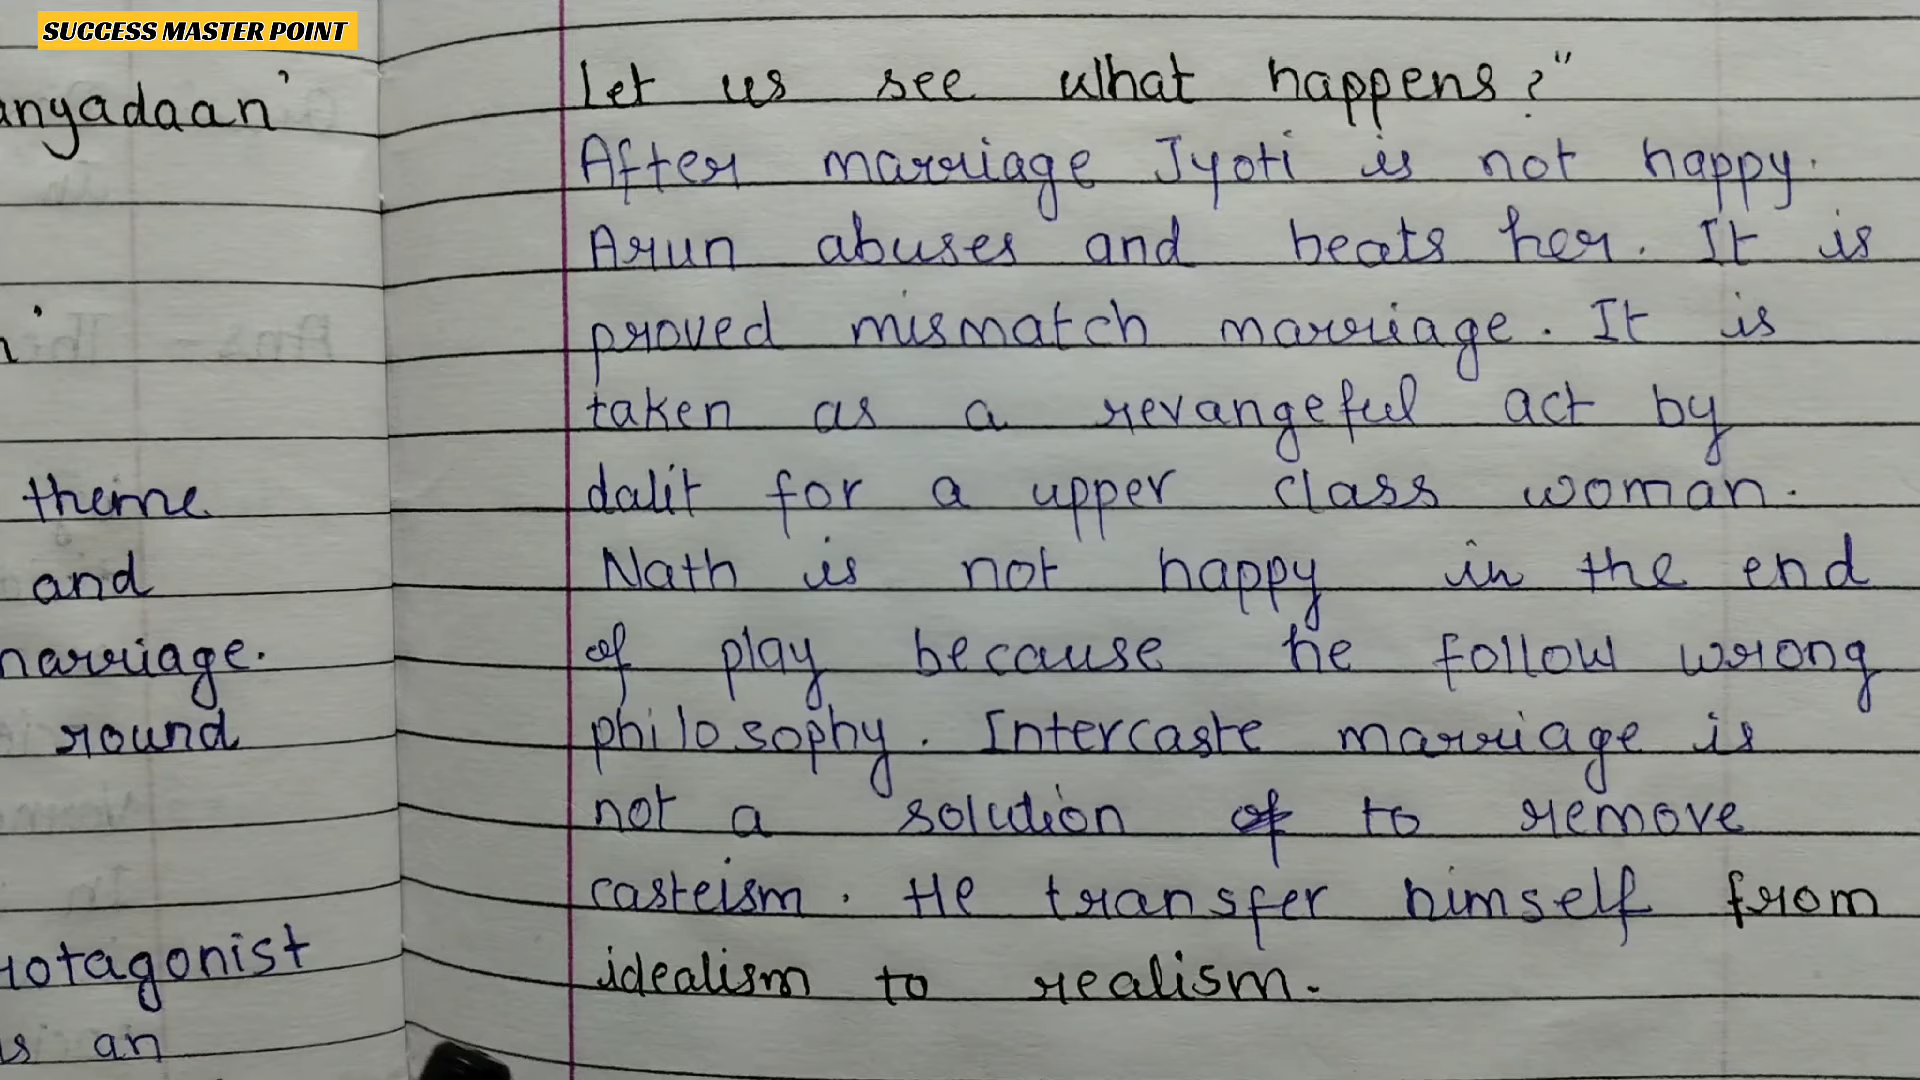 SUCCESS MASTER POINT
anyadaan'
theme
and
marriage.
round
protagonist
is an
Let us see what happens?"
After marriage Jyoti is not happy.
Arun abuses and beats her. It is
proved mismatch marriage. It is
taken as a revangeful act by
dalit for a upper class woman.
Nath is not happy in the end
of play because he follow wrong
philosophy. Intercaste marriage is
not a solution of to remove
casteism. He transfer himself from
idealism to realism.